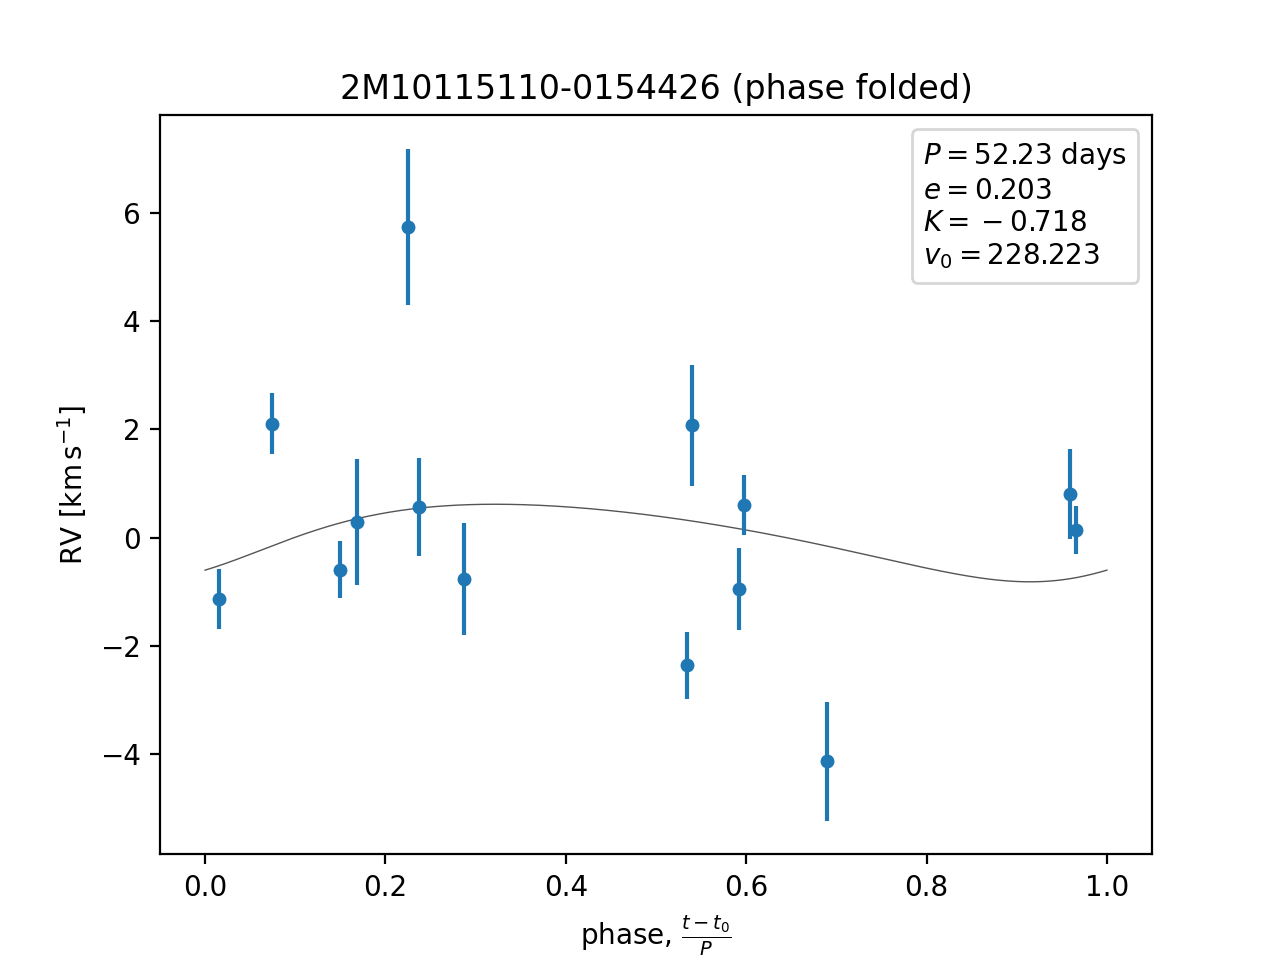 2M10115110-0154426 (phase folded)
P = 52.23 days
e = 0.203
K = −0.718
v₀ = 228.223
RV [km s⁻¹]
6
4
2
0
−2
−4
0.0 0.2 0.4 0.6 0.8 1.0
phase, (t − t₀)/P